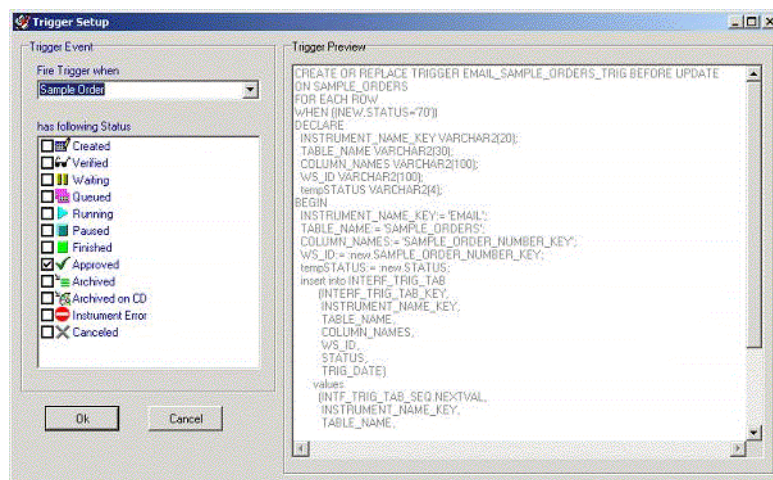 Trigger Setup
Trigger Event
Fire Trigger when
Sample Order
has following Status
Created
Verified
Waiting
Queued
Running
Paused
Finished
Approved
Archived
Archived on CD
Instrument Error
Canceled
Ok
Cancel
Trigger Preview
CREATE OR REPLACE TRIGGER EMAIL_SAMPLE_ORDERS_TRIG BEFORE UPDATE
ON SAMPLE_ORDERS
FOR EACH ROW
WHEN ((NEW.STATUS='70'))
DECLARE
INSTRUMENT_NAME_KEY VARCHAR2(20);
TABLE_NAME VARCHAR2(30);
COLUMN_NAMES VARCHAR2(100);
WS_ID VARCHAR2(100);
tempSTATUS VARCHAR2(4);
BEGIN
INSTRUMENT_NAME_KEY:= 'EMAIL';
TABLE_NAME:= 'SAMPLE_ORDERS';
COLUMN_NAMES:= 'SAMPLE_ORDER_NUMBER_KEY';
WS_ID:= :new.SAMPLE_ORDER_NUMBER_KEY;
tempSTATUS:= :new.STATUS;
insert into INTERF_TRIG_TAB
(INTERF_TRIG_TAB_KEY,
INSTRUMENT_NAME_KEY,
TABLE_NAME,
COLUMN_NAMES,
WS_ID,
STATUS,
TRIG_DATE)
values
(INTF_TRIG_TAB_SEQ.NEXTVAL,
INSTRUMENT_NAME_KEY,
TABLE_NAME,